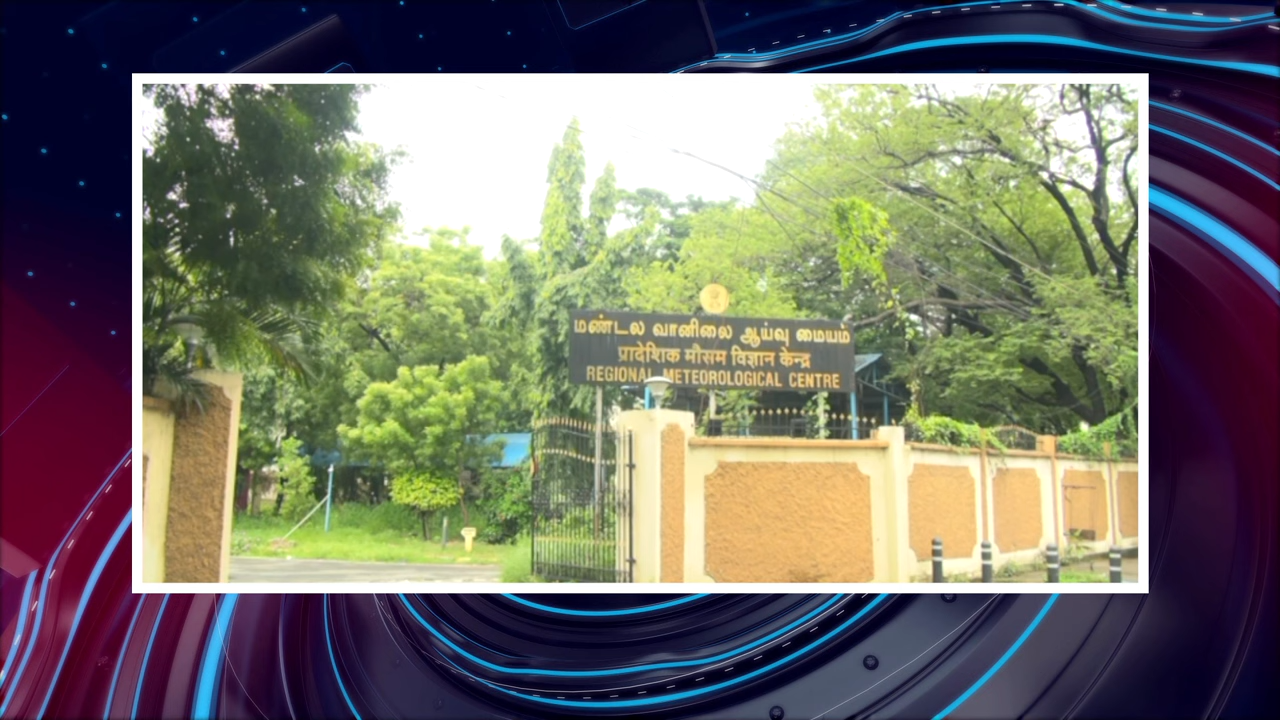 மண்டல வானிலை ஆய்வு மையம்
प्रादेशिक मौसम विज्ञान केन्द्र
REGIONAL METEOROLOGICAL CENTRE